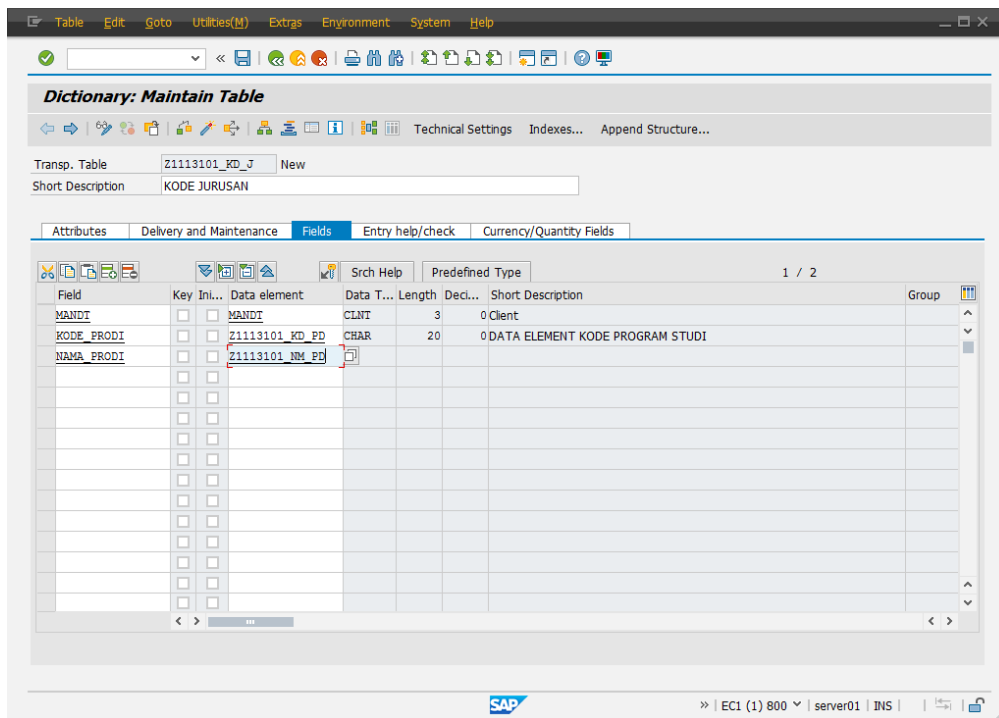 Table Edit Goto Utilities(M) Extras Environment System Help
Dictionary: Maintain Table
Technical Settings Indexes... Append Structure...
Transp. Table Z1113101_KD_J New
Short Description KODE JURUSAN
Attributes Delivery and Maintenance Fields Entry help/check Currency/Quantity Fields
Srch Help Predefined Type 1 / 2
Field Key Ini... Data element Data T... Length Deci... Short Description Group
MANDT MANDT CLNT 3 0 Client
KODE_PRODI Z1113101_KD_PD CHAR 20 0 DATA ELEMENT KODE PROGRAM STUDI
NAMA_PRODI Z1113101_NM_PD
SAP EC1 (1) 800 server01 INS